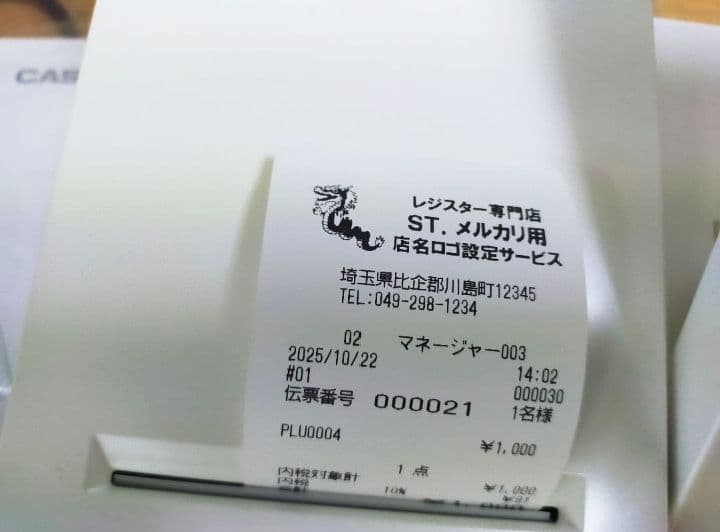 CAS
レジスター専門店
ST. メルカリ用
店名ロゴ設定サービス
埼玉県比企郡川島町12345
TEL:049-298-1234
02 マネージャー003
2025/10/22 14:02
#01 000030
伝票番号 000021 1名様
PLU0004 ¥1,000
1点
内税対象計 ¥1,000
内税 10%